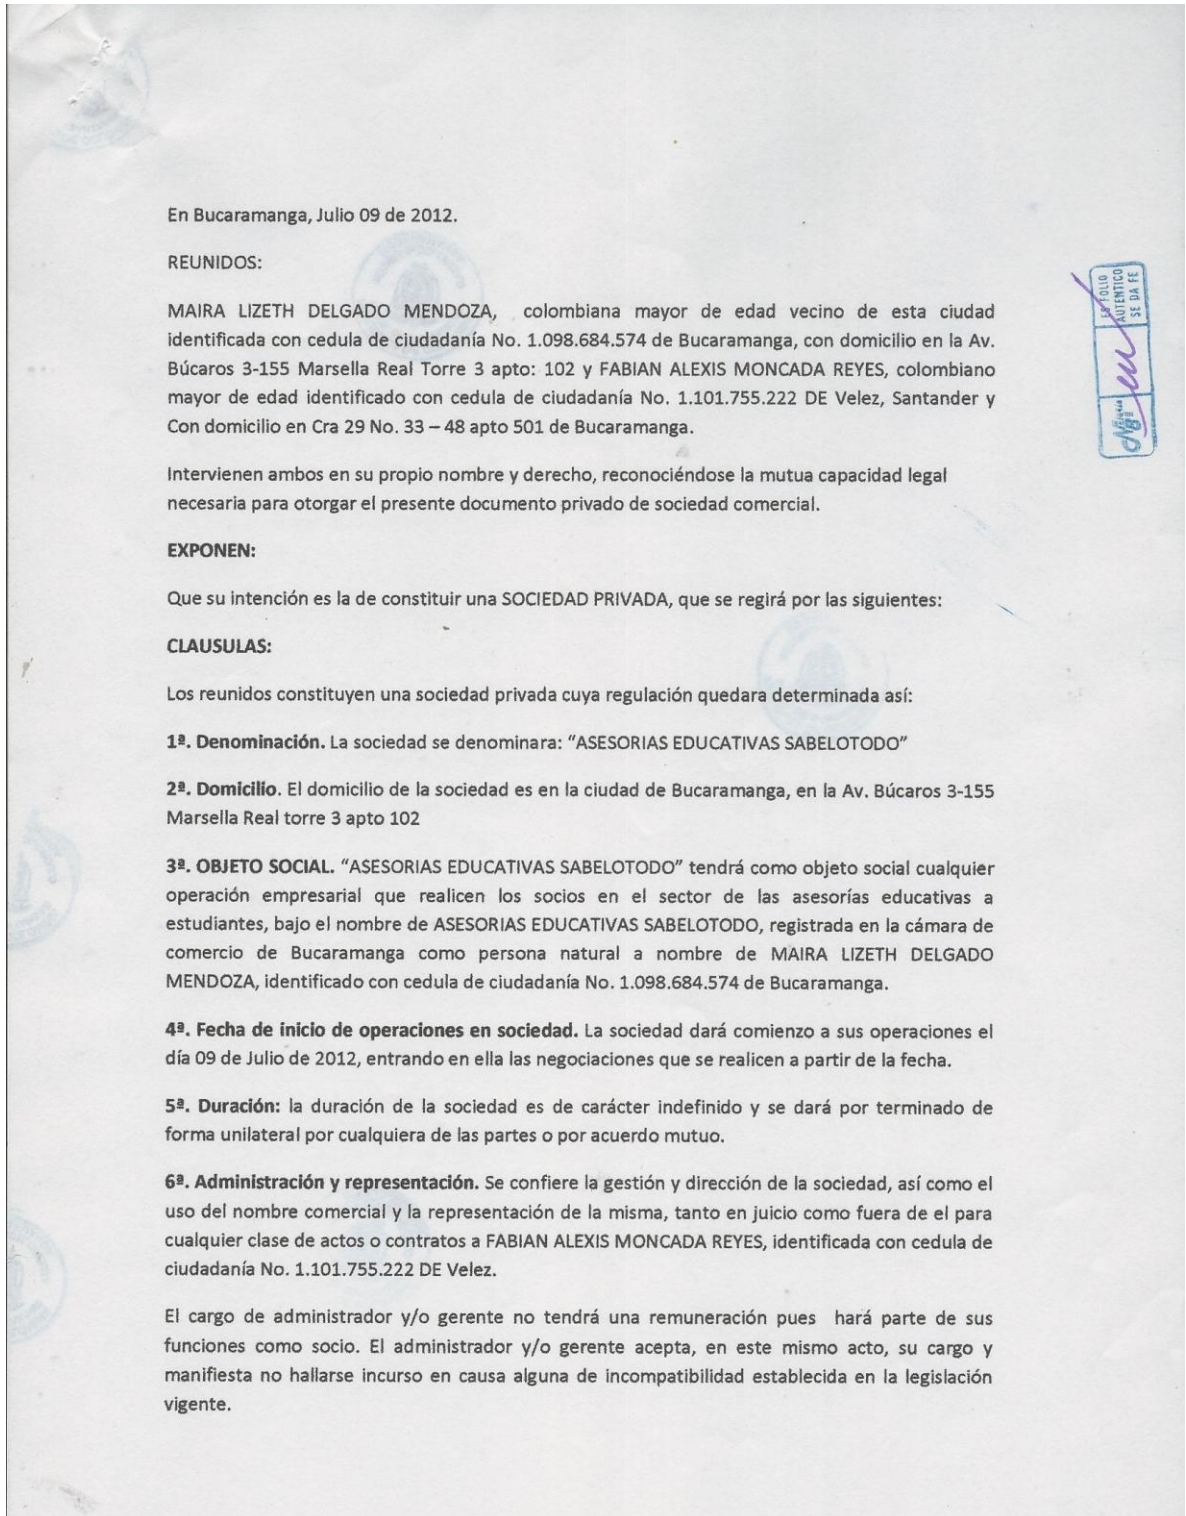 En Bucaramanga, Julio 09 de 2012.
REUNIDOS:
MAIRA LIZETH DELGADO MENDOZA, colombiana mayor de edad vecino de esta ciudad
identificada con cedula de ciudadanía No. 1.098.684.574 de Bucaramanga, con domicilio en la Av.
Búcaros 3-155 Marsella Real Torre 3 apto: 102 y FABIAN ALEXIS MONCADA REYES, colombiano
mayor de edad identificado con cedula de ciudadanía No. 1.101.755.222 DE Velez, Santander y
Con domicilio en Cra 29 No. 33 – 48 apto 501 de Bucaramanga.
Intervienen ambos en su propio nombre y derecho, reconociéndose la mutua capacidad legal
necesaria para otorgar el presente documento privado de sociedad comercial.
EXPONEN:
Que su intención es la de constituir una SOCIEDAD PRIVADA, que se regirá por las siguientes:
CLAUSULAS:
Los reunidos constituyen una sociedad privada cuya regulación quedara determinada así:
1ª. Denominación. La sociedad se denominara: “ASESORIAS EDUCATIVAS SABELOTODO”
2ª. Domicilio. El domicilio de la sociedad es en la ciudad de Bucaramanga, en la Av. Búcaros 3-155
Marsella Real torre 3 apto 102
3ª. OBJETO SOCIAL. “ASESORIAS EDUCATIVAS SABELOTODO” tendrá como objeto social cualquier
operación empresarial que realicen los socios en el sector de las asesorías educativas a
estudiantes, bajo el nombre de ASESORIAS EDUCATIVAS SABELOTODO, registrada en la cámara de
comercio de Bucaramanga como persona natural a nombre de MAIRA LIZETH DELGADO
MENDOZA, identificado con cedula de ciudadanía No. 1.098.684.574 de Bucaramanga.
4ª. Fecha de inicio de operaciones en sociedad. La sociedad dará comienzo a sus operaciones el
día 09 de Julio de 2012, entrando en ella las negociaciones que se realicen a partir de la fecha.
5ª. Duración: la duración de la sociedad es de carácter indefinido y se dará por terminado de
forma unilateral por cualquiera de las partes o por acuerdo mutuo.
6ª. Administración y representación. Se confiere la gestión y dirección de la sociedad, así como el
uso del nombre comercial y la representación de la misma, tanto en juicio como fuera de el para
cualquier clase de actos o contratos a FABIAN ALEXIS MONCADA REYES, identificada con cedula de
ciudadanía No. 1.101.755.222 DE Velez.
El cargo de administrador y/o gerente no tendrá una remuneración pues hará parte de sus
funciones como socio. El administrador y/o gerente acepta, en este mismo acto, su cargo y
manifiesta no hallarse incurso en causa alguna de incompatibilidad establecida en la legislación
vigente.
FOLIO
AUTENTICO
SE DA FE